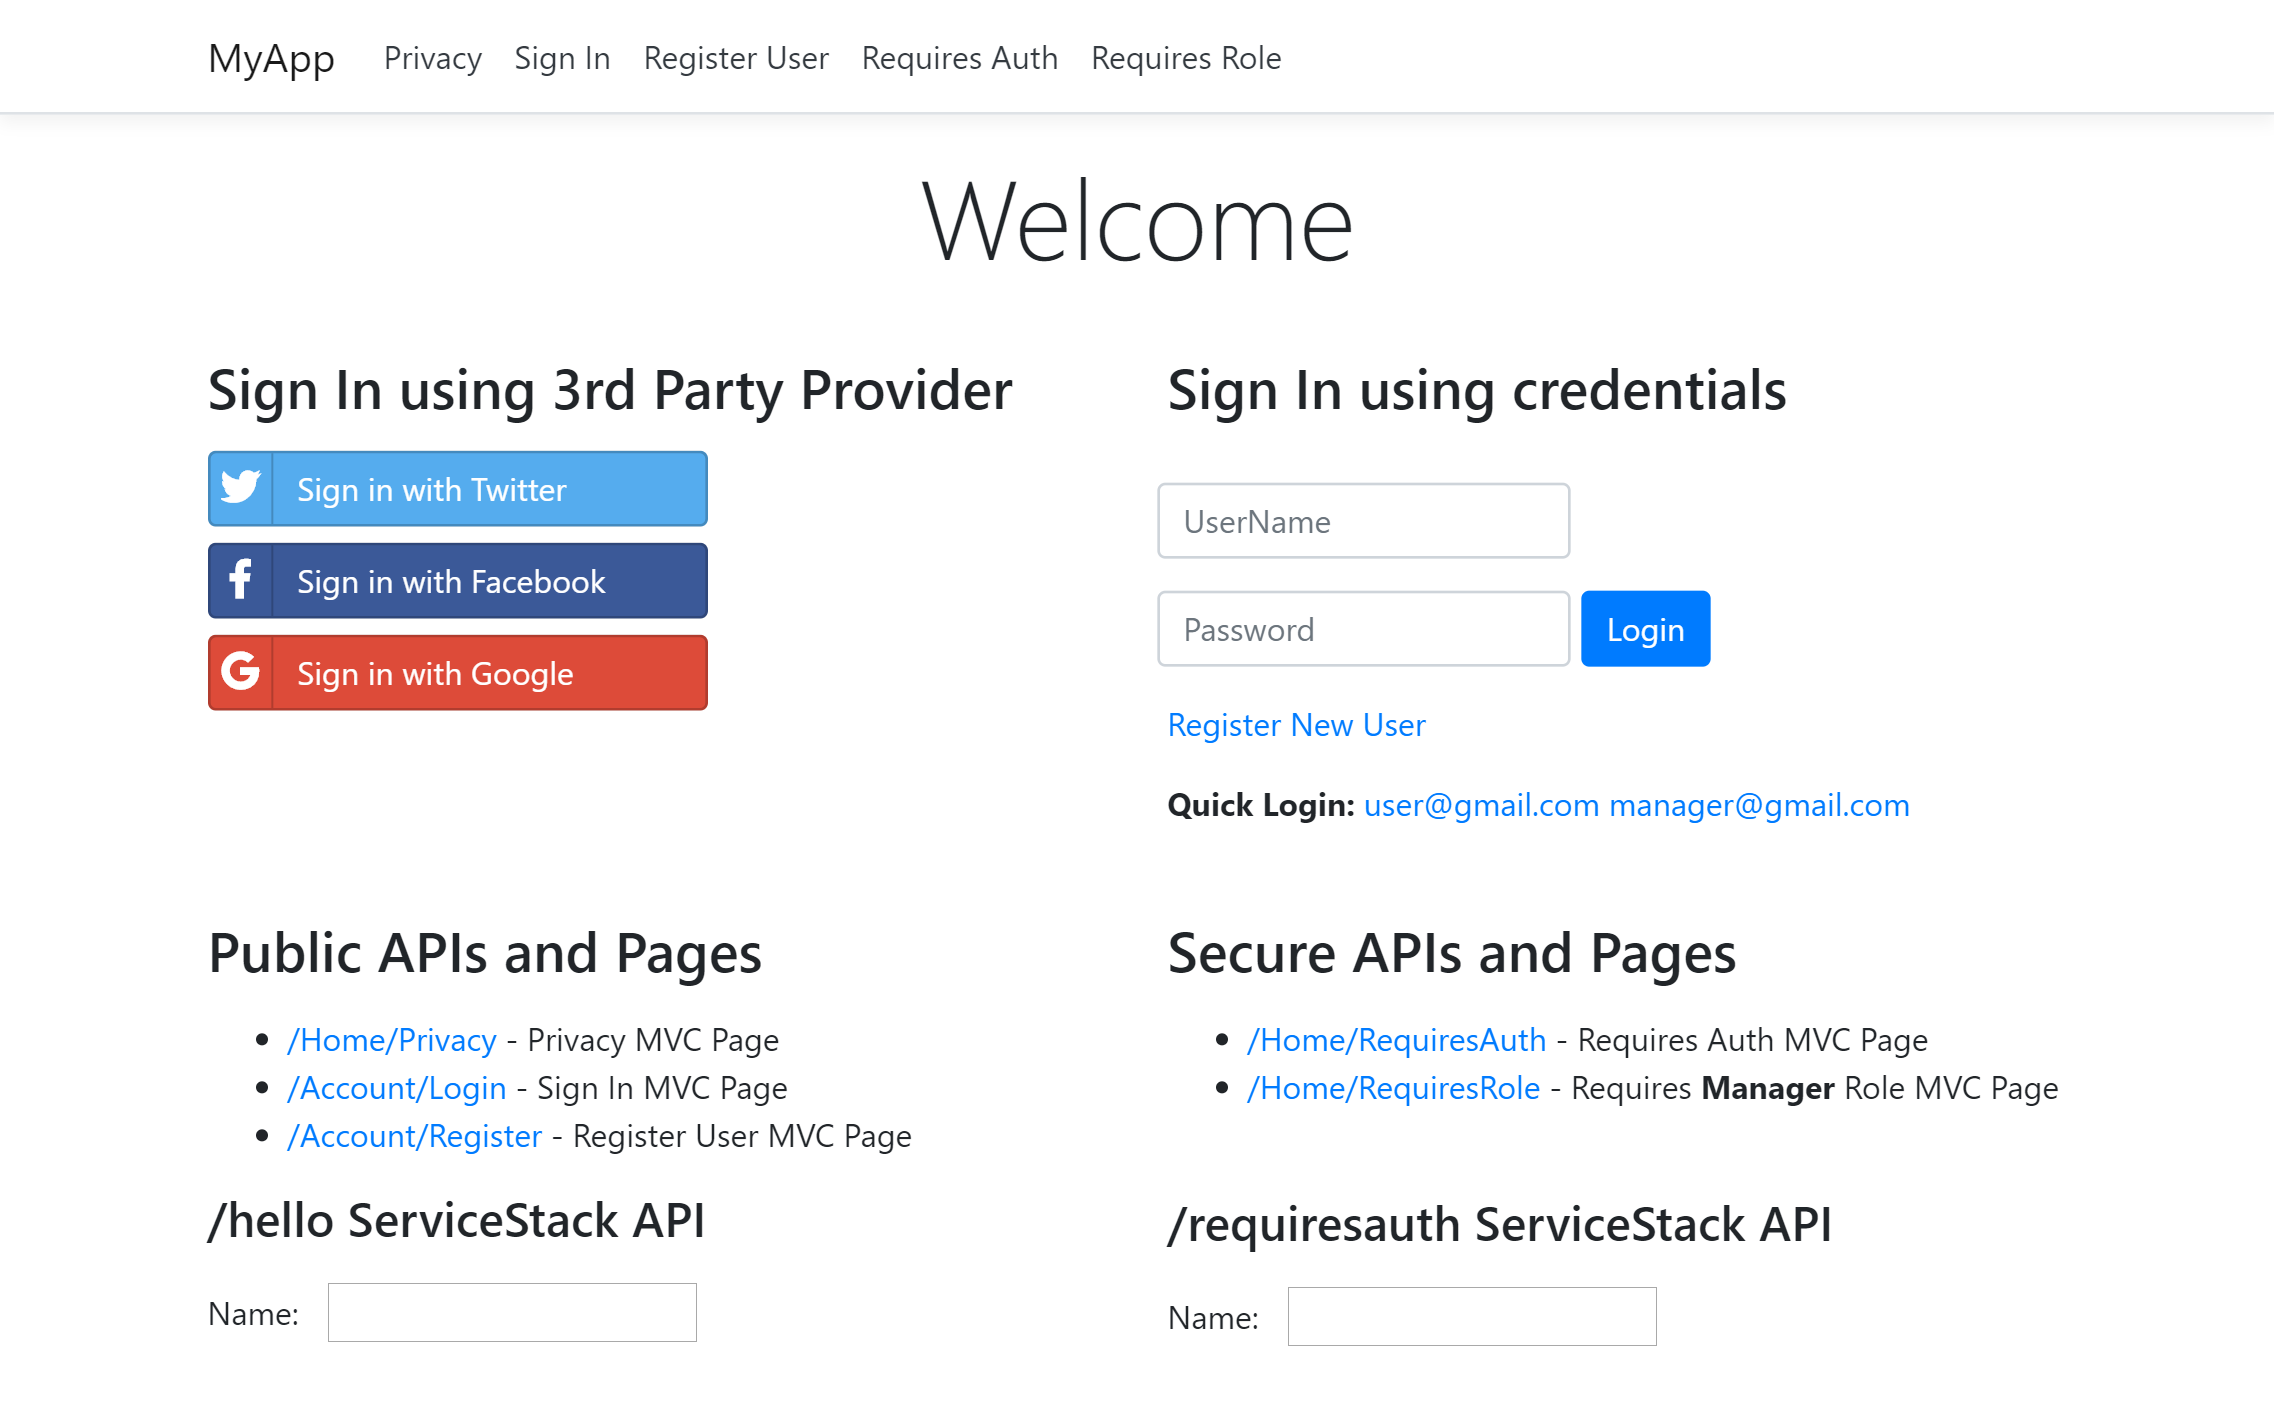 MyApp Privacy Sign In Register User Requires Auth Requires Role
Welcome
Sign In using 3rd Party Provider
Sign in with Twitter
Sign in with Facebook
Sign in with Google
Sign In using credentials
UserName
Password
Login
Register New User
Quick Login: user@gmail.com manager@gmail.com
Public APIs and Pages
/Home/Privacy - Privacy MVC Page
/Account/Login - Sign In MVC Page
/Account/Register - Register User MVC Page
/hello ServiceStack API
Name:
Secure APIs and Pages
/Home/RequiresAuth - Requires Auth MVC Page
/Home/RequiresRole - Requires Manager Role MVC Page
/requiresauth ServiceStack API
Name: